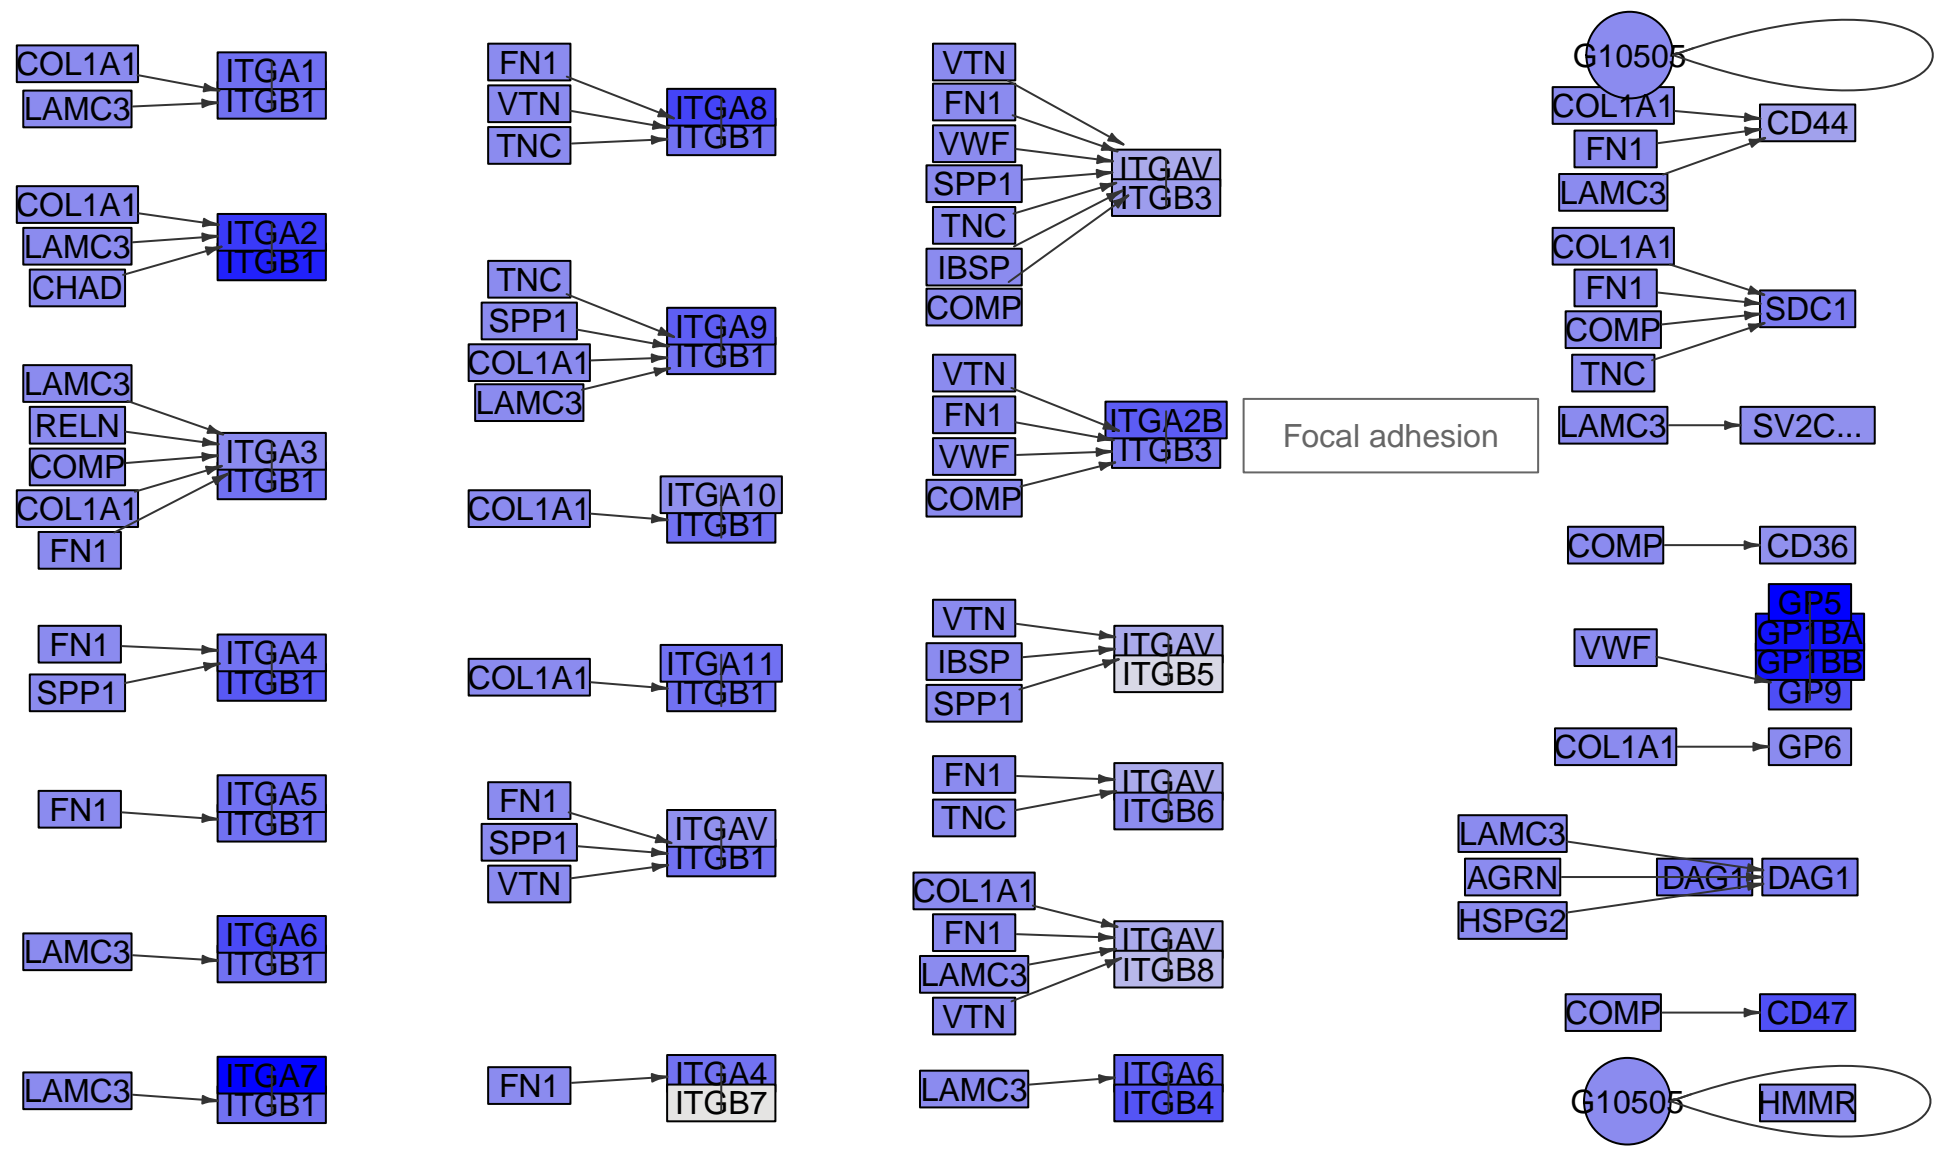 COL1A1
LAMC3
ITGA1
ITGB1
COL1A1
LAMC3
CHAD
ITGA2
ITGB1
LAMC3
RELN
COMP
COL1A1
FN1
ITGA3
ITGB1
FN1
SPP1
ITGA4
ITGB1
FN1
ITGA5
ITGB1
LAMC3
ITGA6
ITGB1
LAMC3
ITGA7
ITGB1
FN1
VTN
TNC
ITGA8
ITGB1
TNC
SPP1
COL1A1
LAMC3
ITGA9
ITGB1
COL1A1
ITGA10
ITGB1
COL1A1
ITGA11
ITGB1
FN1
SPP1
VTN
ITGAV
ITGB1
FN1
ITGA4
ITGB7
VTN
FN1
VWF
SPP1
TNC
IBSP
COMP
ITGAV
ITGB3
VTN
FN1
VWF
COMP
ITGA2B
ITGB3
Focal adhesion
VTN
IBSP
SPP1
ITGAV
ITGB5
FN1
TNC
ITGAV
ITGB6
COL1A1
FN1
LAMC3
VTN
ITGAV
ITGB8
LAMC3
ITGA6
ITGB4
G10505
COL1A1
FN1
LAMC3
CD44
COL1A1
FN1
COMP
TNC
SDC1
LAMC3
SV2C...
COMP
CD36
VWF
GP5
GP1BA
GP1BB
GP9
COL1A1
GP6
LAMC3
AGRN
HSPG2
DAG1
DAG1
COMP
CD47
G10505
HMMR